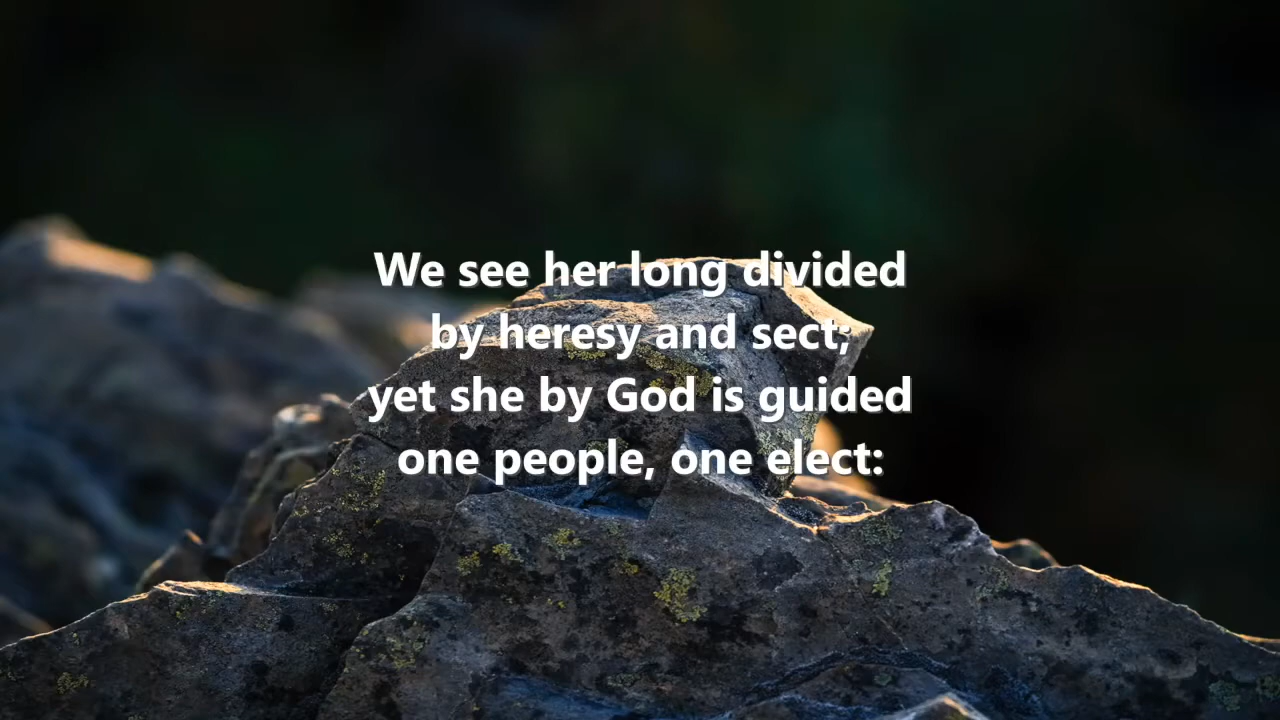 We see her long divided
by heresy and sect;
yet she by God is guided
one people, one elect: